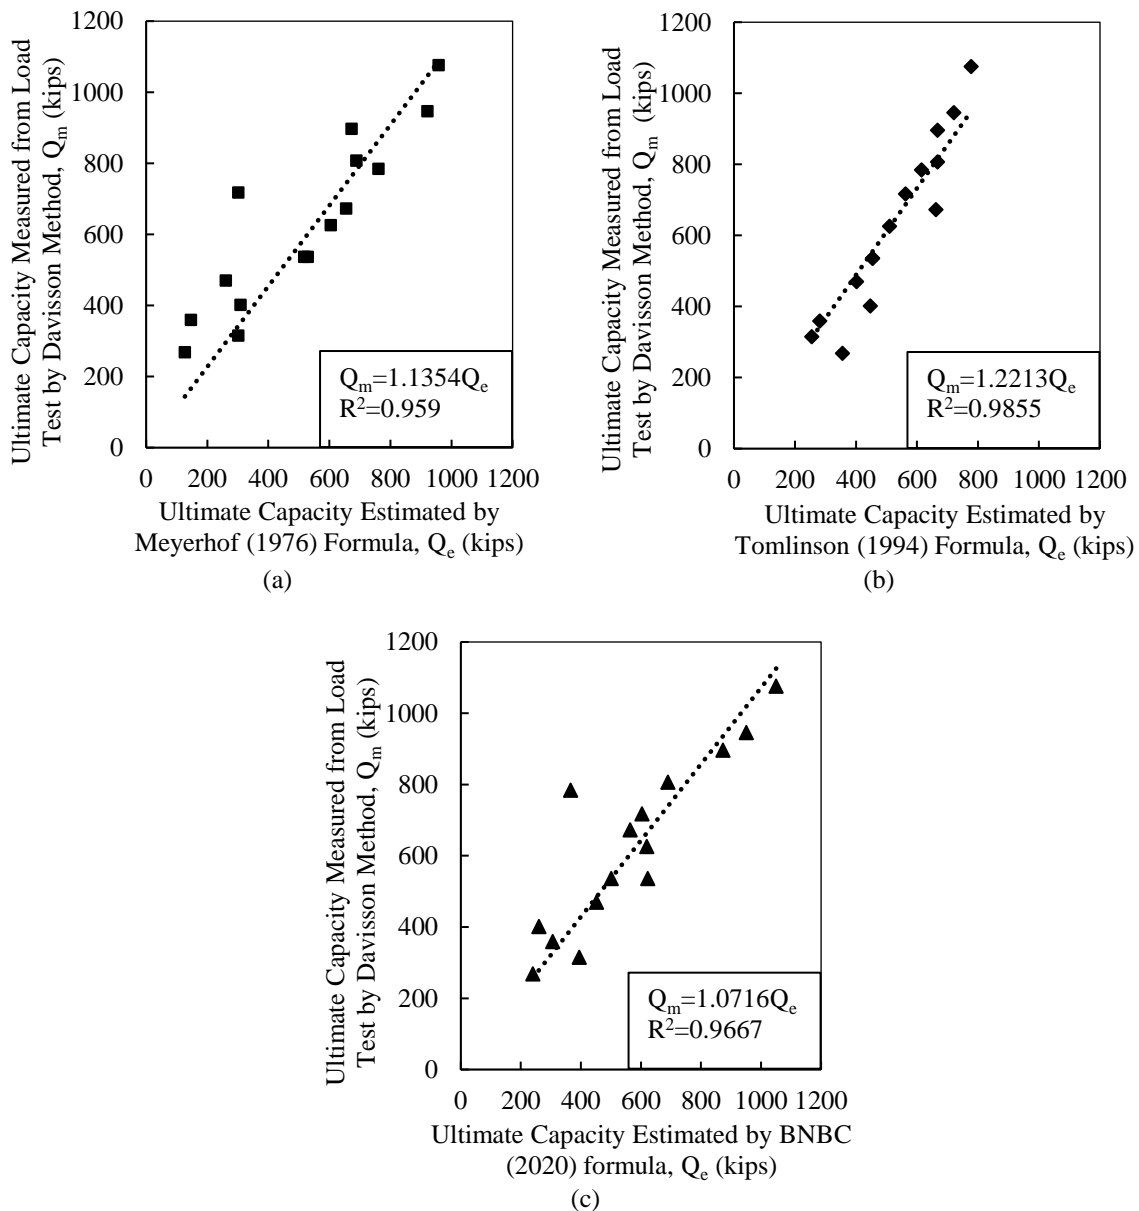 Ultimate Capacity Measured from Load
Test by Davisson Method, Qm (kips)
1200
1000
800
600
400
200
0
0 200 400 600 800 1000 1200
Qm=1.1354Qe
R²=0.959
Ultimate Capacity Estimated by
Meyerhof (1976) Formula, Qe (kips)
(a)
Ultimate Capacity Measured from Load
Test by Davisson Method, Qm (kips)
1200
1000
800
600
400
200
0
0 200 400 600 800 1000 1200
Qm=1.2213Qe
R²=0.9855
Ultimate Capacity Estimated by
Tomlinson (1994) Formula, Qe (kips)
(b)
Ultimate Capacity Measured from Load
Test by Davisson Method, Qm (kips)
1200
1000
800
600
400
200
0
0 200 400 600 800 1000 1200
Qm=1.0716Qe
R²=0.9667
Ultimate Capacity Estimated by BNBC
(2020) formula, Qe (kips)
(c)